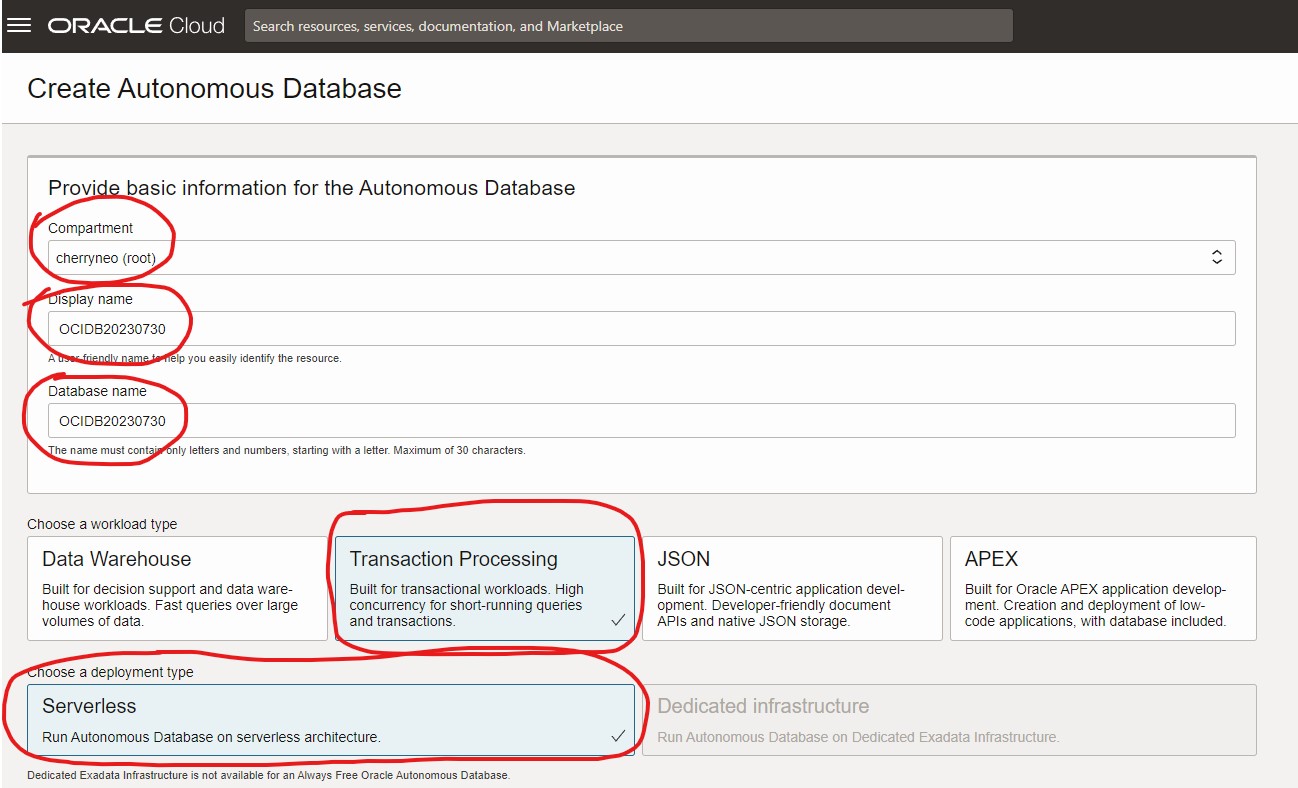 ORACLE Cloud
Search resources, services, documentation, and Marketplace
Create Autonomous Database
Provide basic information for the Autonomous Database
Compartment
cherryneo (root)
Display name
OCIDB20230730
A user-friendly name to help you easily identify the resource.
Database name
OCIDB20230730
The name must contain only letters and numbers, starting with a letter. Maximum of 30 characters.
Choose a workload type
Data Warehouse
Built for decision support and data ware-
house workloads. Fast queries over large
volumes of data.
Transaction Processing
Built for transactional workloads. High
concurrency for short-running queries
and transactions.
JSON
Built for JSON-centric application devel-
opment. Developer-friendly document
APIs and native JSON storage.
APEX
Built for Oracle APEX application develop-
ment. Creation and deployment of low-
code applications, with database included.
Choose a deployment type
Serverless
Run Autonomous Database on serverless architecture.
Dedicated infrastructure
Run Autonomous Database on Dedicated Exadata Infrastructure.
Dedicated Exadata Infrastructure is not available for an Always Free Oracle Autonomous Database.